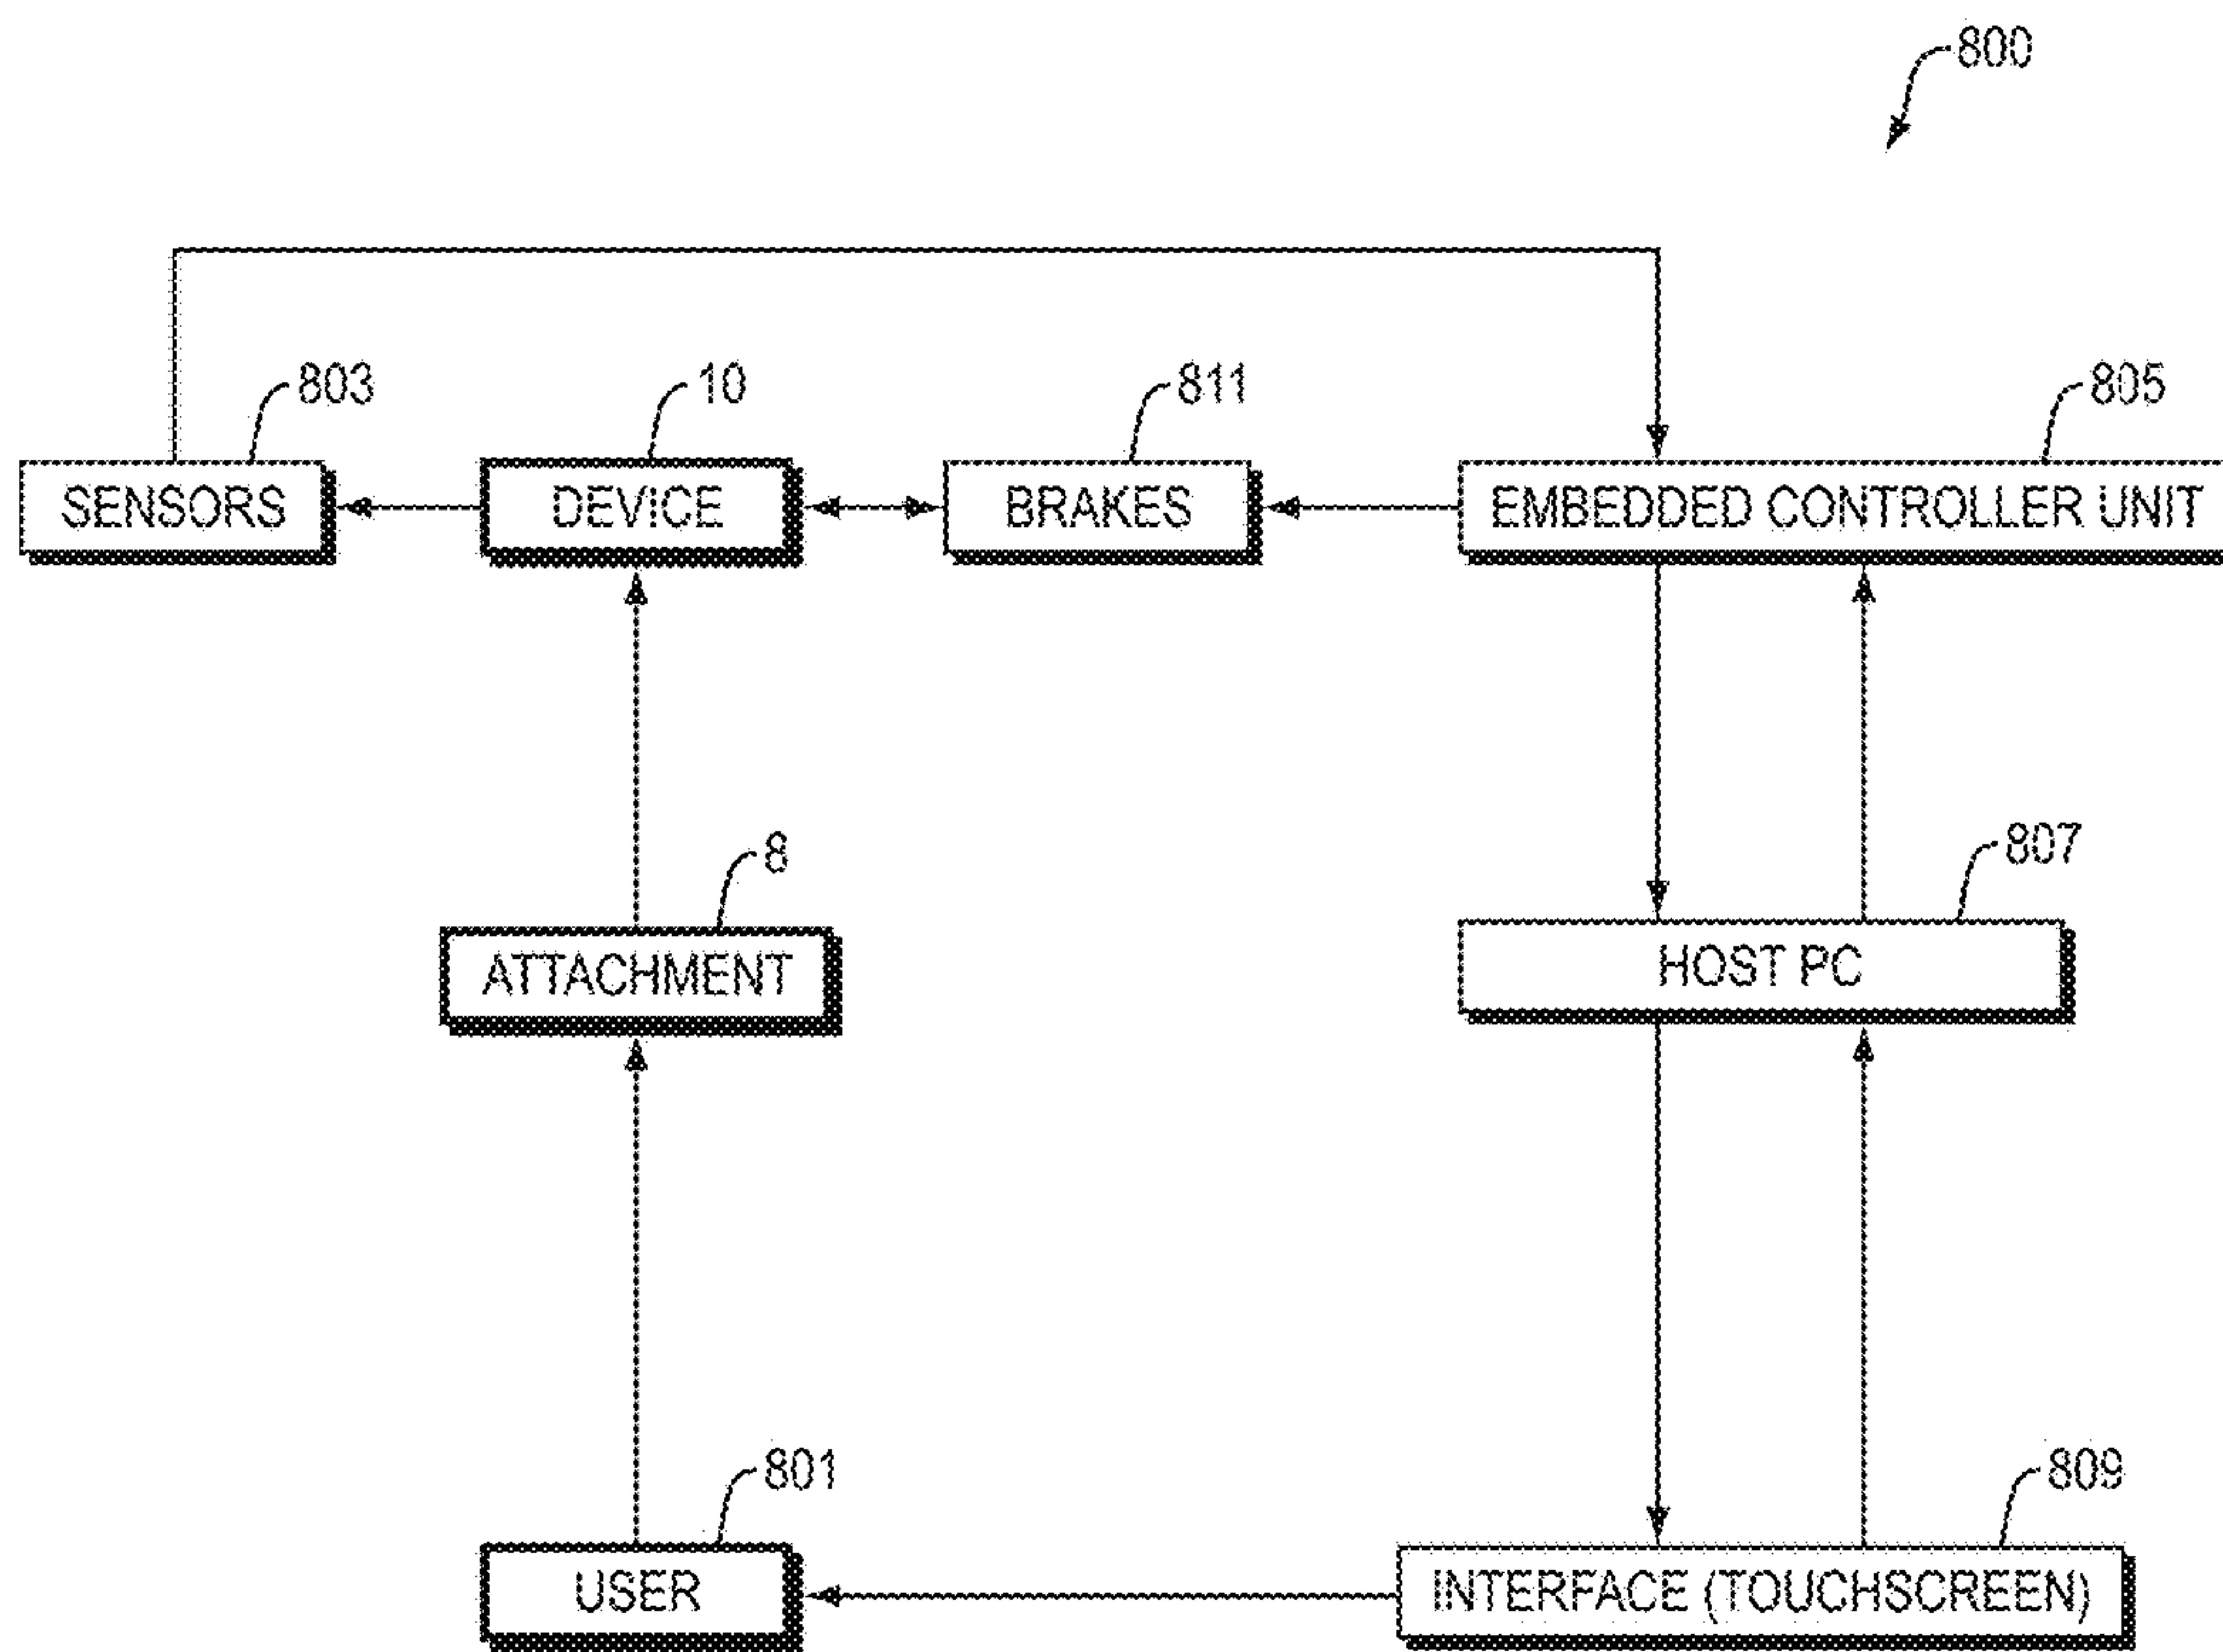 800
803
10
811
805
SENSORS
DEVICE
BRAKES
EMBEDDED CONTROLLER UNIT
8
807
ATTACHMENT
HOST PC
801
809
USER
INTERFACE (TOUCHSCREEN)